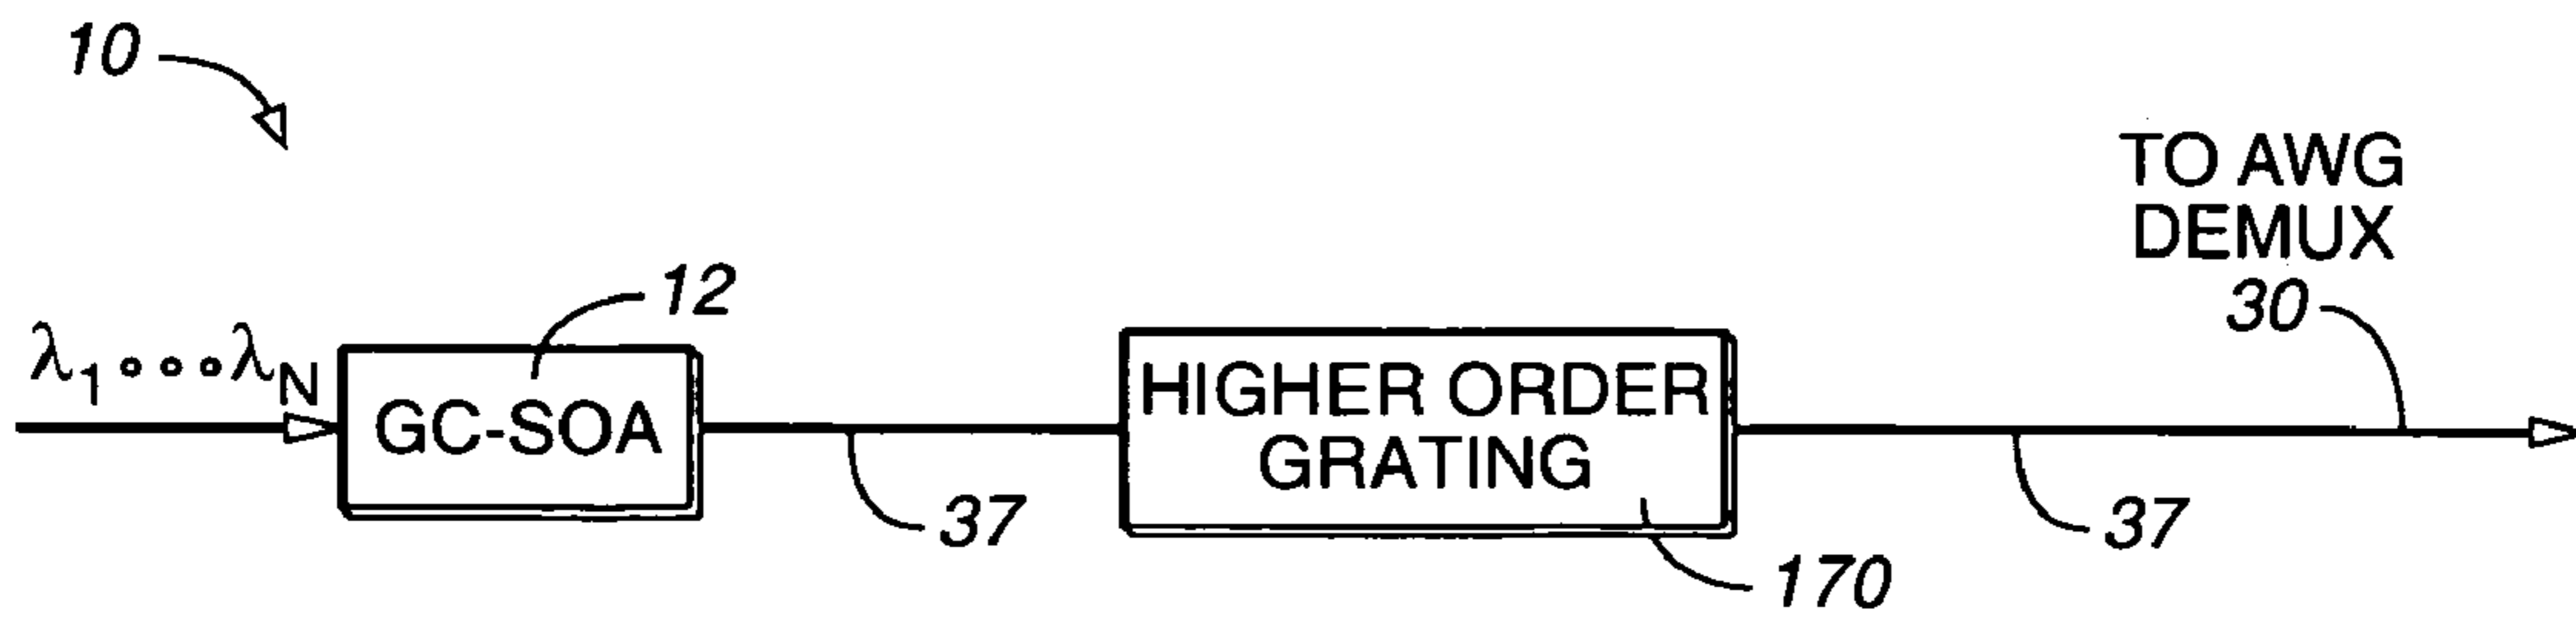 10
TO AWG
DEMUX
30
12
λ1∘∘∘λN
GC-SOA
HIGHER ORDER
GRATING
37
37
170